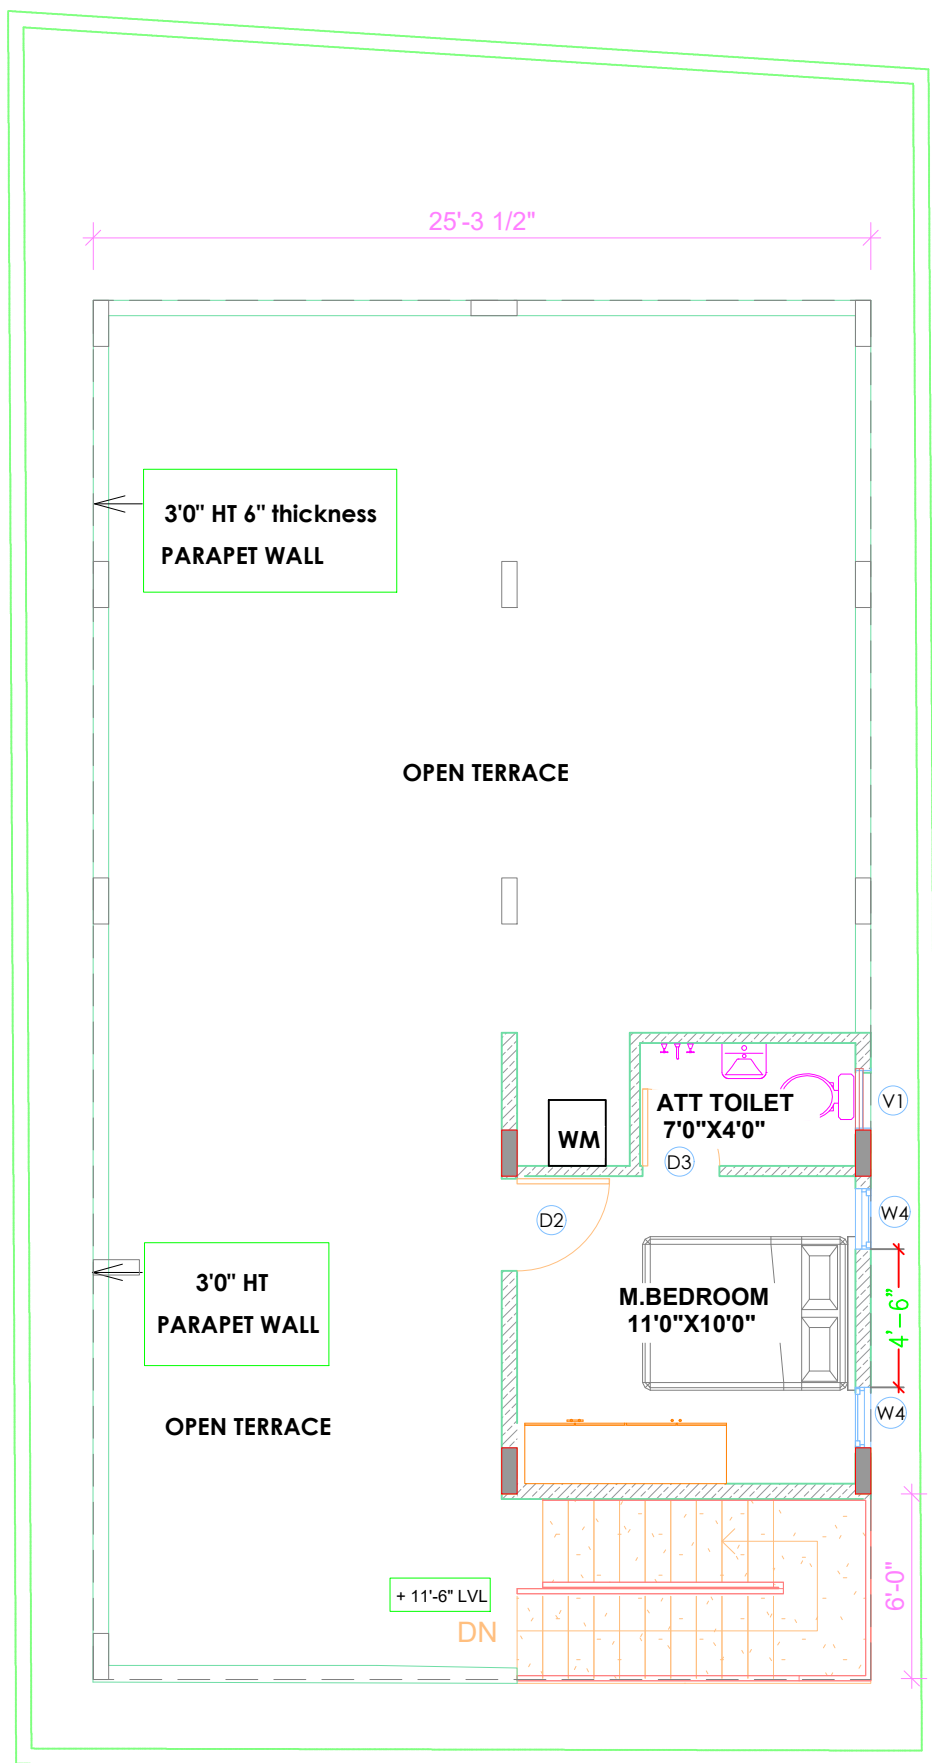 25'-3 1/2"
3'0" HT 6" thickness
PARAPET WALL
OPEN TERRACE
ATT TOILET
7'0"X4'0"
V1
WM
D3
D2
W4
3'0" HT
PARAPET WALL
M.BEDROOM
11'0"X10'0"
4'-6"
W4
OPEN TERRACE
+ 11'-6" LVL
DN
6'-0"